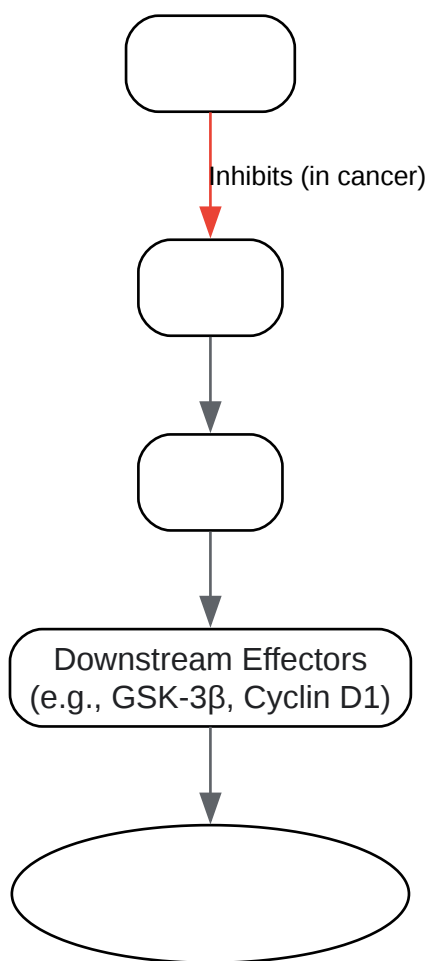 Inhibits (in cancer)
Downstream Effectors
(e.g., GSK-3β, Cyclin D1)